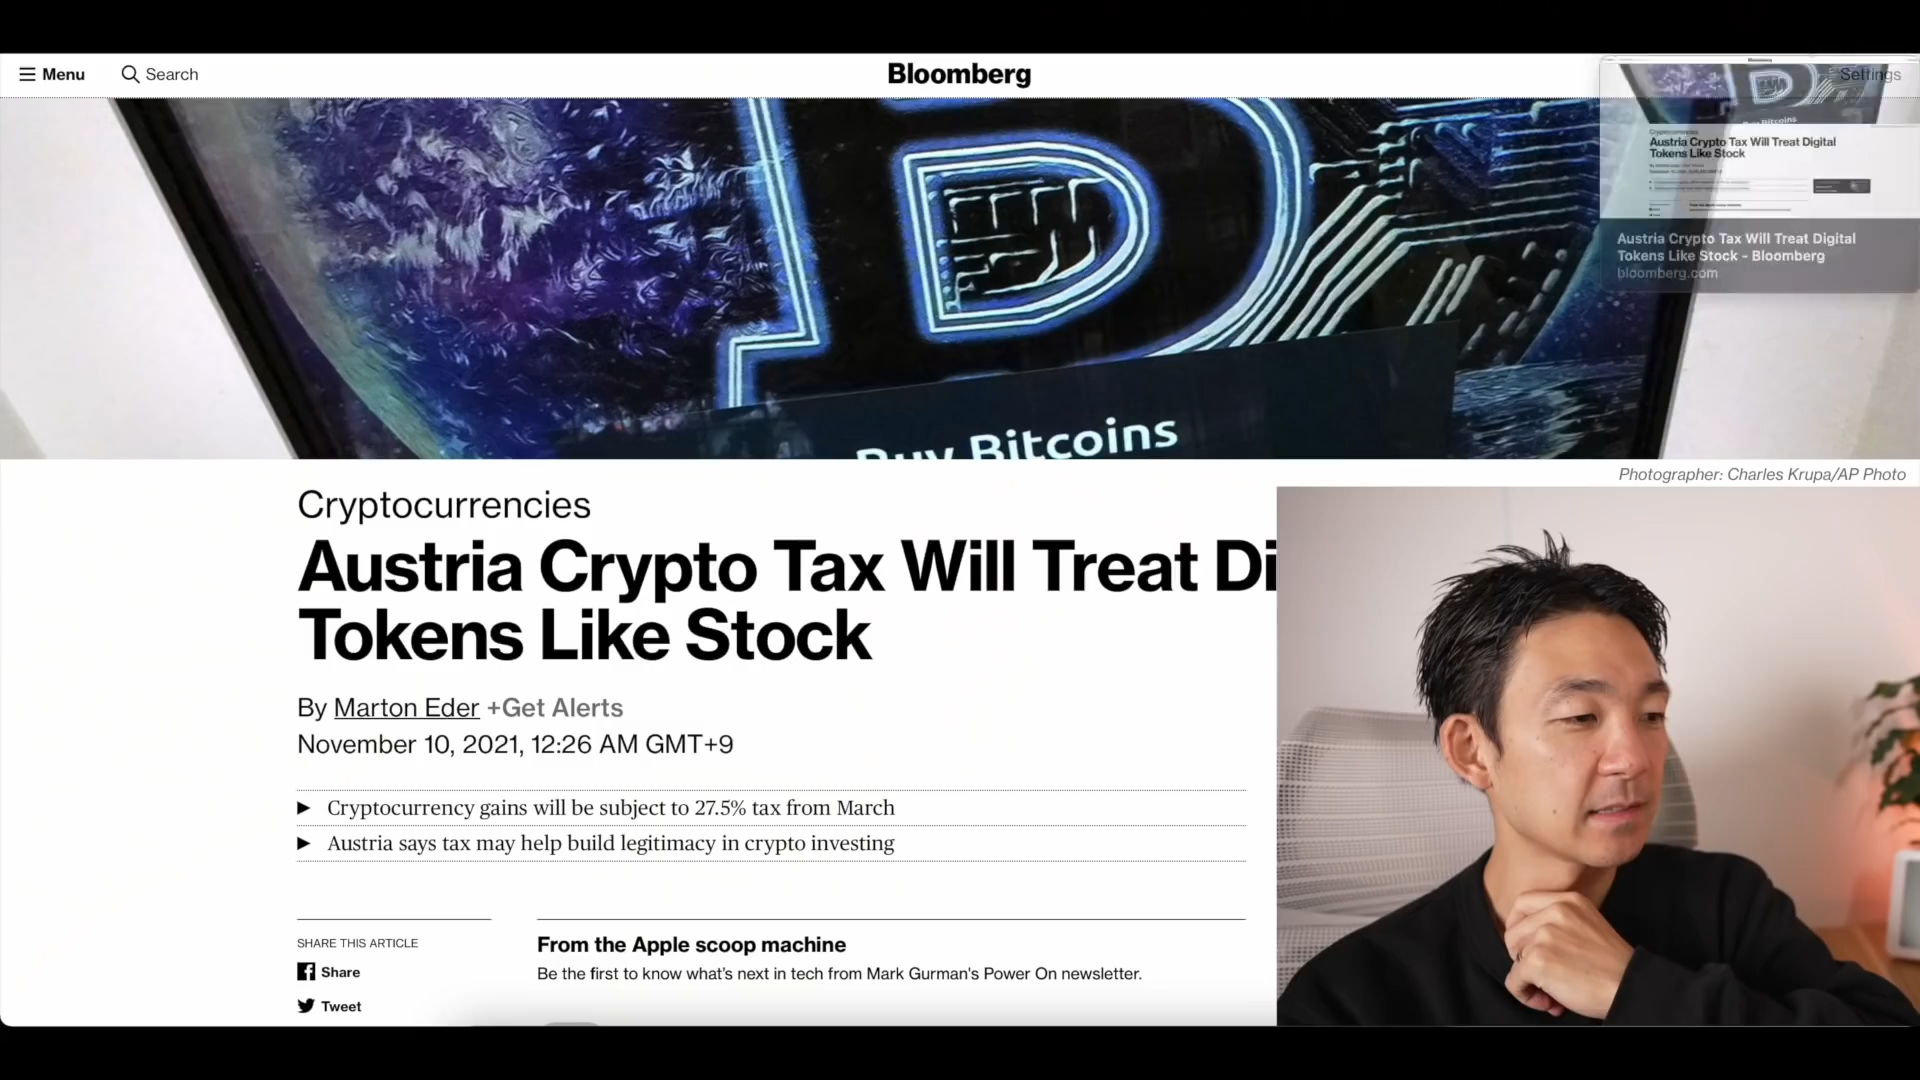 Menu
Search
Bloomberg
Settings
Bloomberg
Buy Bitcoins
Cryptocurrencies
Austria Crypto Tax Will Treat Digital
Tokens Like Stock
Austria Crypto Tax Will Treat Digital
Tokens Like Stock - Bloomberg
bloomberg.com
Buy Bitcoins
Photographer: Charles Krupa/AP Photo
Cryptocurrencies
Austria Crypto Tax Will Treat Di
Tokens Like Stock
By Marton Eder +Get Alerts
November 10, 2021, 12:26 AM GMT+9
Cryptocurrency gains will be subject to 27.5% tax from March
Austria says tax may help build legitimacy in crypto investing
SHARE THIS ARTICLE
Share
Tweet
From the Apple scoop machine
Be the first to know what's next in tech from Mark Gurman's Power On newsletter.